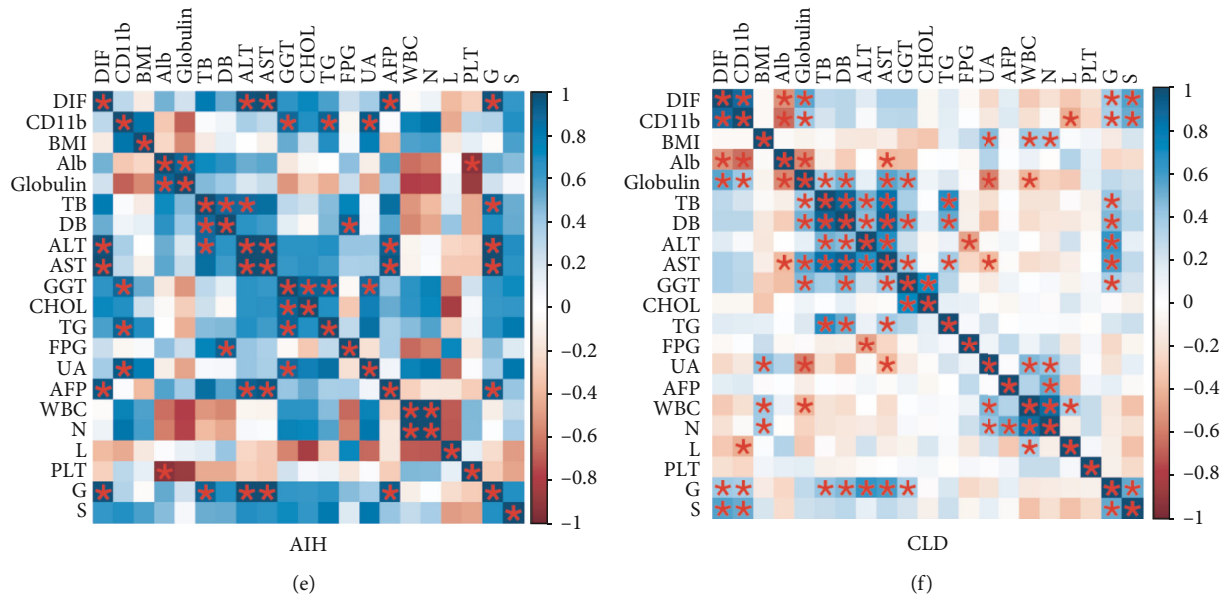 DIF CD11b BMI Alb Globulin TB DB ALT AST GGT CHOL TG FPG UA AFP WBC N L PLT G S
DIF
CD11b
BMI
Alb
Globulin
TB
DB
ALT
AST
GGT
CHOL
TG
FPG
UA
AFP
WBC
N
L
PLT
G
S
1
0.8
0.6
0.4
0.2
0
−0.2
−0.4
−0.6
−0.8
−1
AIH
(e)
DIF CD11b BMI Alb Globulin TB DB ALT AST GGT CHOL TG FPG UA AFP WBC N L PLT G S
DIF
CD11b
BMI
Alb
Globulin
TB
DB
ALT
AST
GGT
CHOL
TG
FPG
UA
AFP
WBC
N
L
PLT
G
S
1
0.8
0.6
0.4
0.2
0
−0.2
−0.4
−0.6
−0.8
−1
CLD
(f)